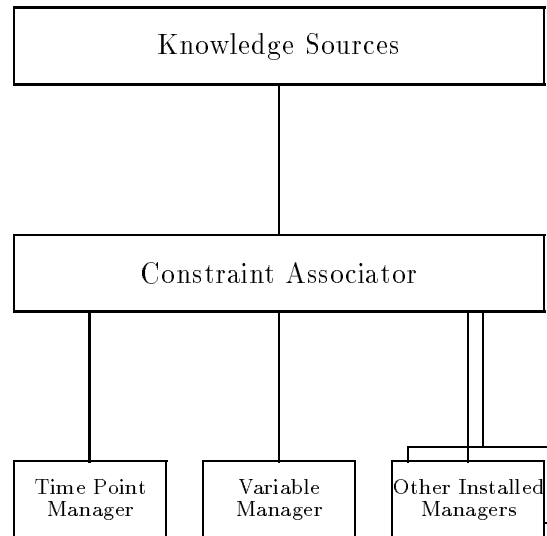 Knowledge Sources
Constraint Associator
Time Point
Manager
Variable
Manager
Other Installed
Managers